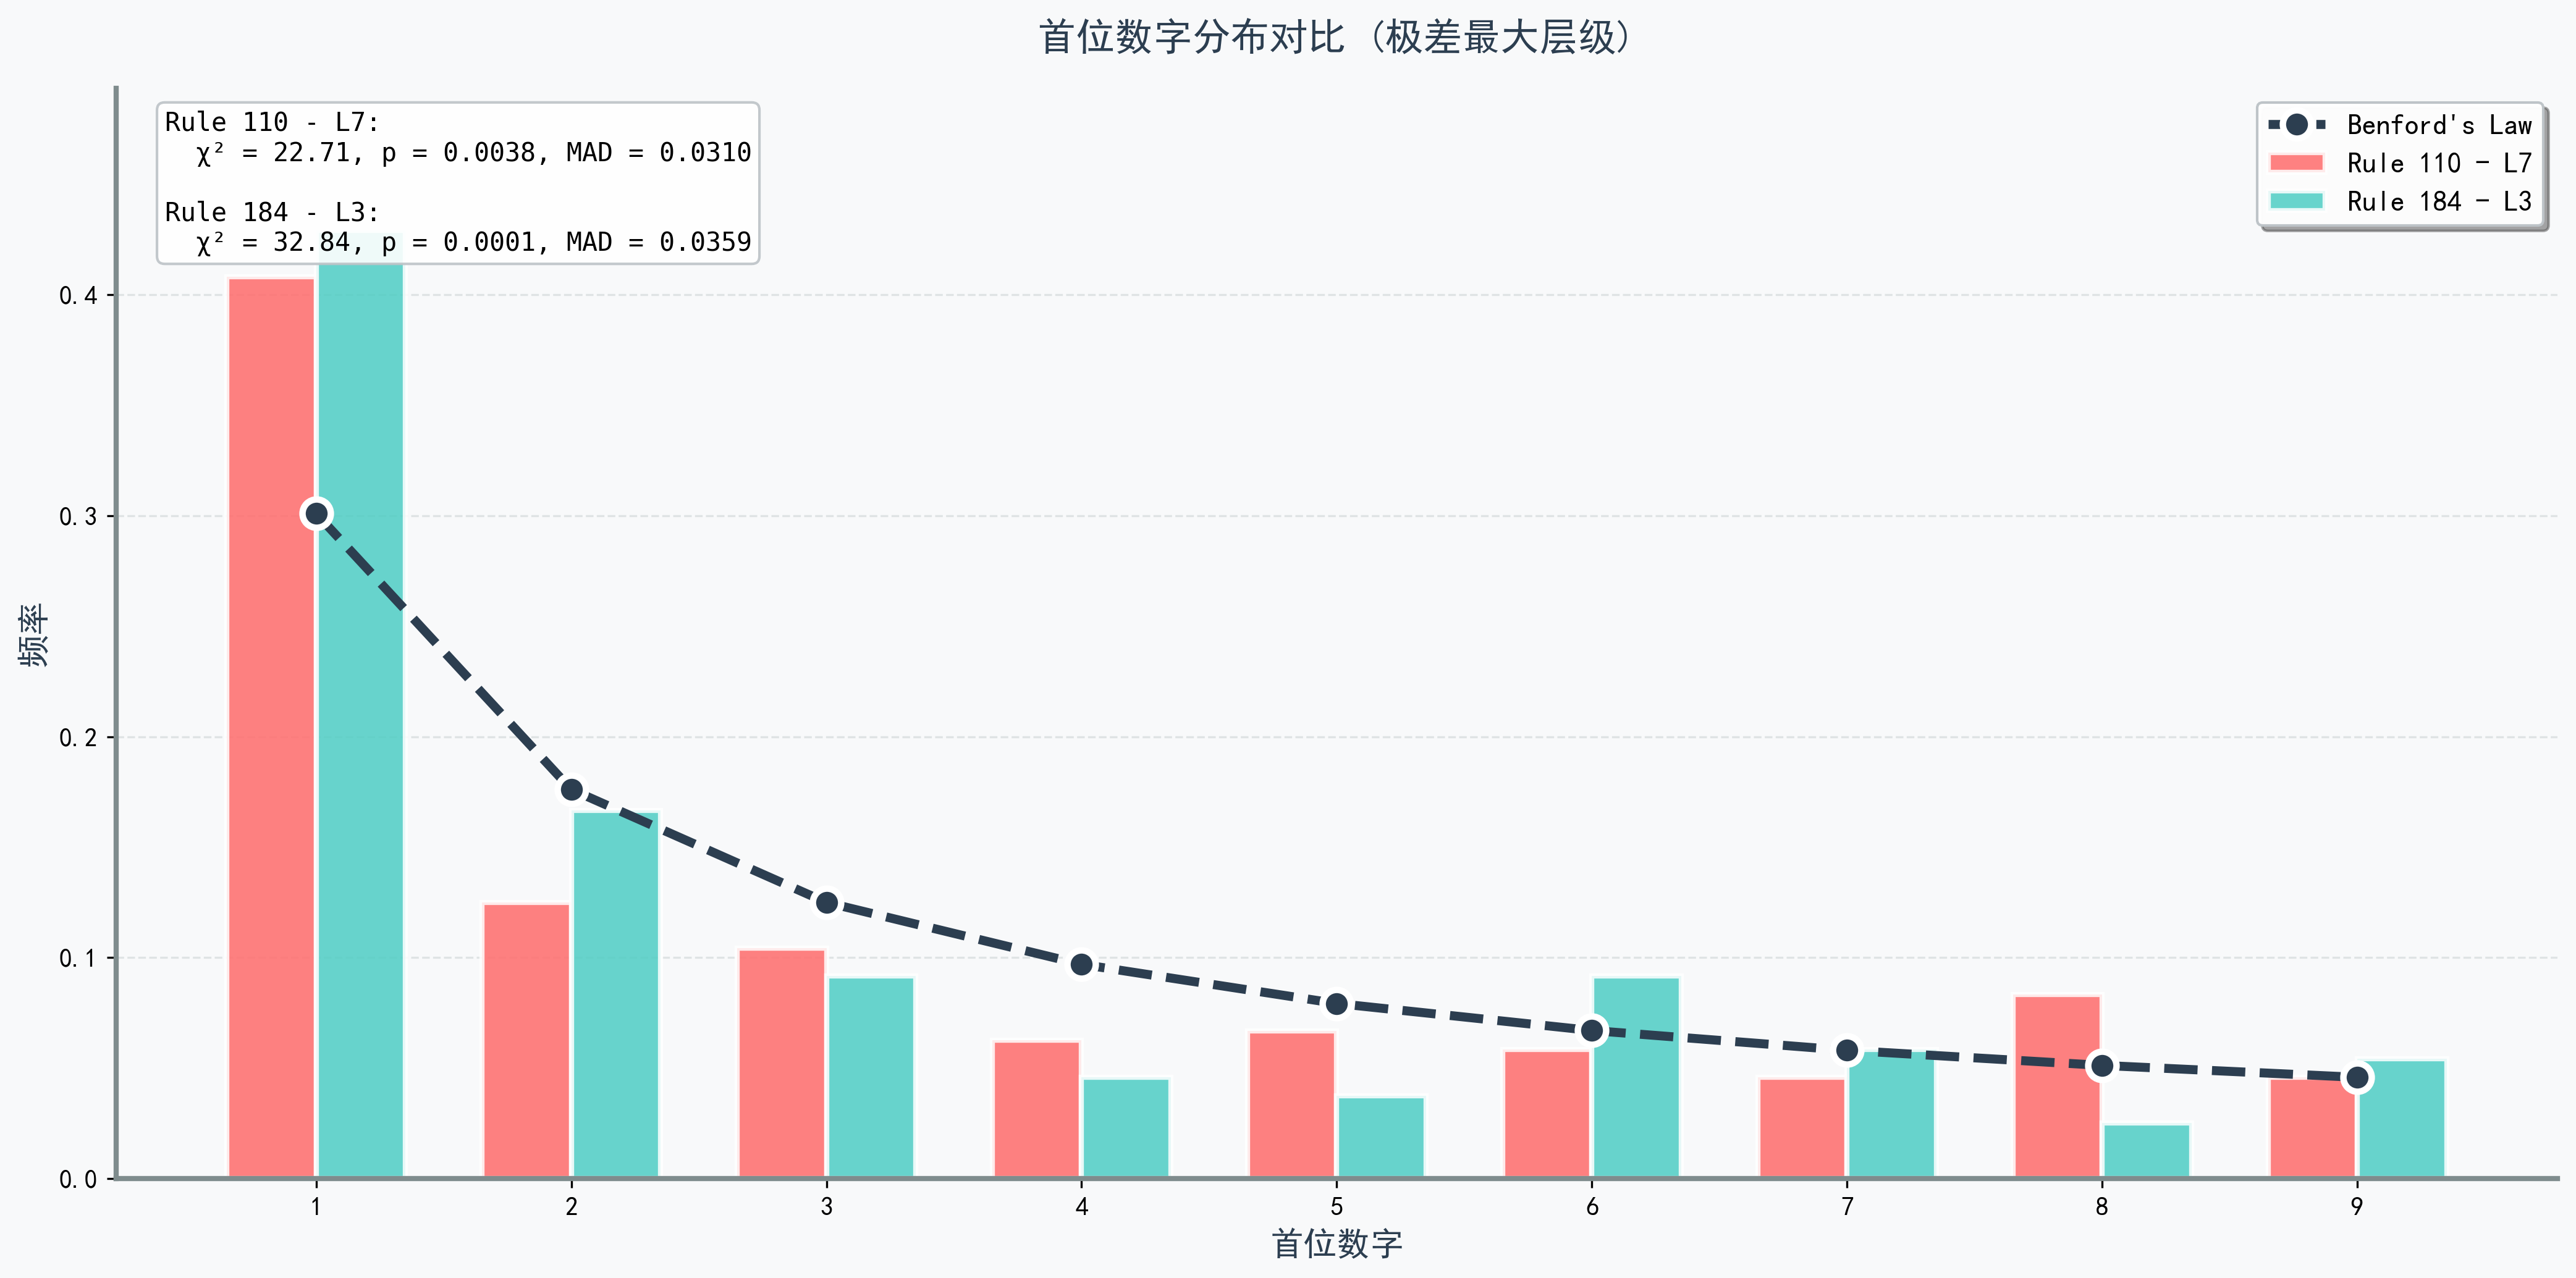 首位数字分布对比 (极差最大层级)
Rule 110 - L7:
χ² = 22.71, p = 0.0038, MAD = 0.0310
Rule 184 - L3:
χ² = 32.84, p = 0.0001, MAD = 0.0359
Benford's Law
Rule 110 - L7
Rule 184 - L3
频率
0.4
0.3
0.2
0.1
0.0
1 2 3 4 5 6 7 8 9
首位数字